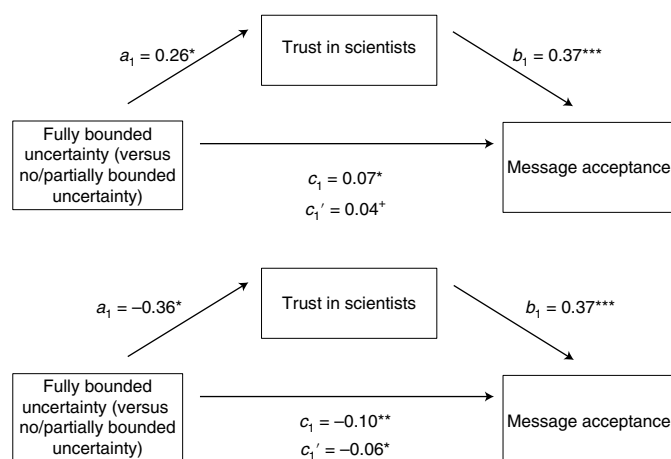 Trust in scientists
a₁ = 0.26*
b₁ = 0.37***
Fully bounded
uncertainty (versus
no/partially bounded
uncertainty)
Message acceptance
c₁ = 0.07*
c₁′ = 0.04⁺
Trust in scientists
a₁ = –0.36*
b₁ = 0.37***
Fully bounded
uncertainty (versus
no/partially bounded
uncertainty)
Message acceptance
c₁ = –0.10**
c₁′ = –0.06*